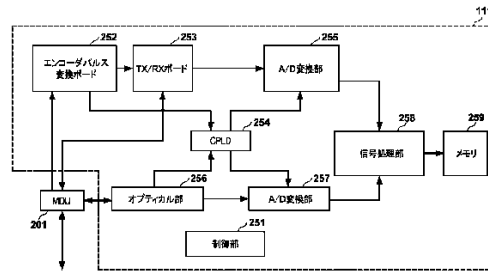 111
252
エンコーダパルス
変換ボード
253
TX/RXボード
255
A/D変換部
254
CPLD
258
信号処理部
259
メモリ
MDU
201
256
オプティカル部
257
A/D変換部
251
制御部